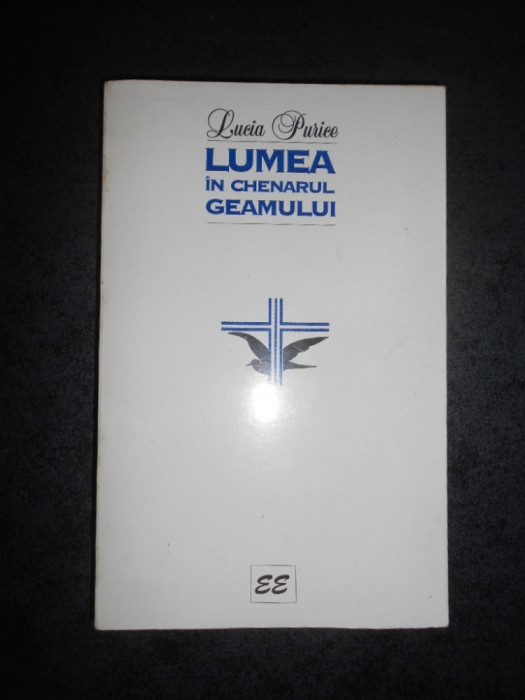 Lucia Purice
LUMEA
ÎN CHENARUL
GEAMULUI
EE